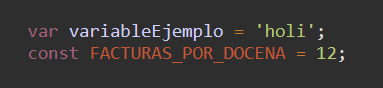 var variableEjemplo = 'holi';
const FACTURAS_POR_DOCENA = 12;